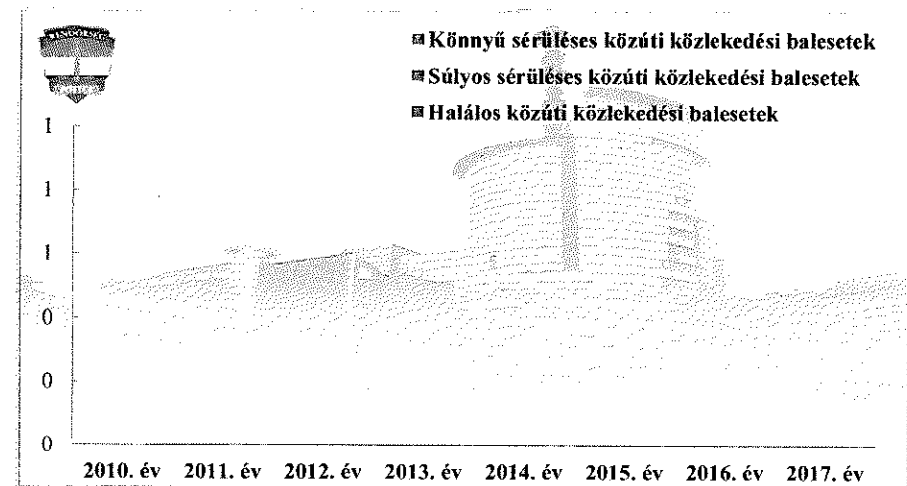 RENDŐRSÉG
Könnyű sérüléses közúti közlekedési balesetek
Súlyos sérüléses közúti közlekedési balesetek
Halálos közúti közlekedési balesetek
1
1
1
0
0
0
2010. év 2011. év 2012. év 2013. év 2014. év 2015. év 2016. év 2017. év